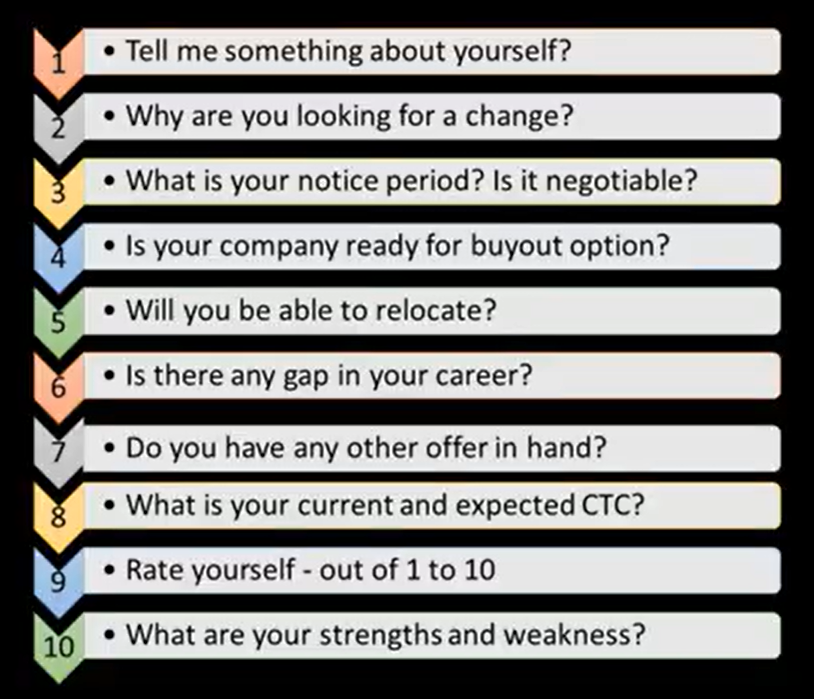 1 • Tell me something about yourself?
2 • Why are you looking for a change?
3 • What is your notice period? Is it negotiable?
4 • Is your company ready for buyout option?
5 • Will you be able to relocate?
6 • Is there any gap in your career?
7 • Do you have any other offer in hand?
8 • What is your current and expected CTC?
9 • Rate yourself - out of 1 to 10
10 • What are your strengths and weakness?